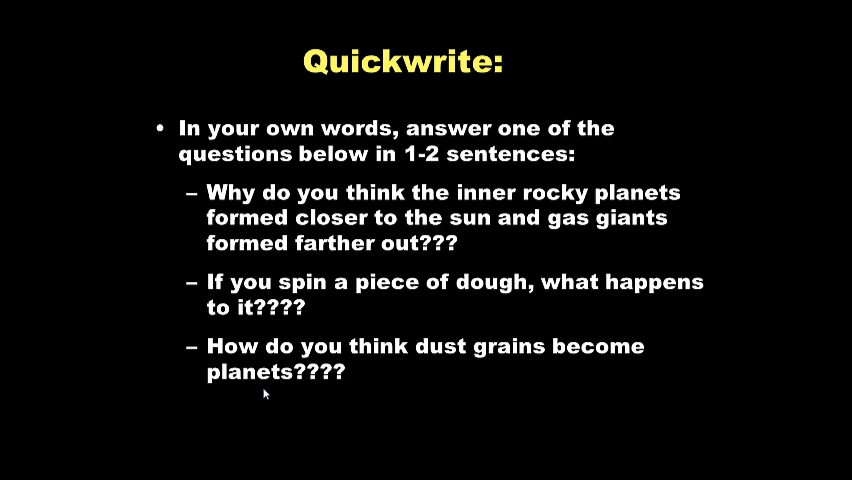 Quickwrite:
• In your own words, answer one of the
questions below in 1-2 sentences:
– Why do you think the inner rocky planets
formed closer to the sun and gas giants
formed farther out???
– If you spin a piece of dough, what happens
to it????
– How do you think dust grains become
planets????